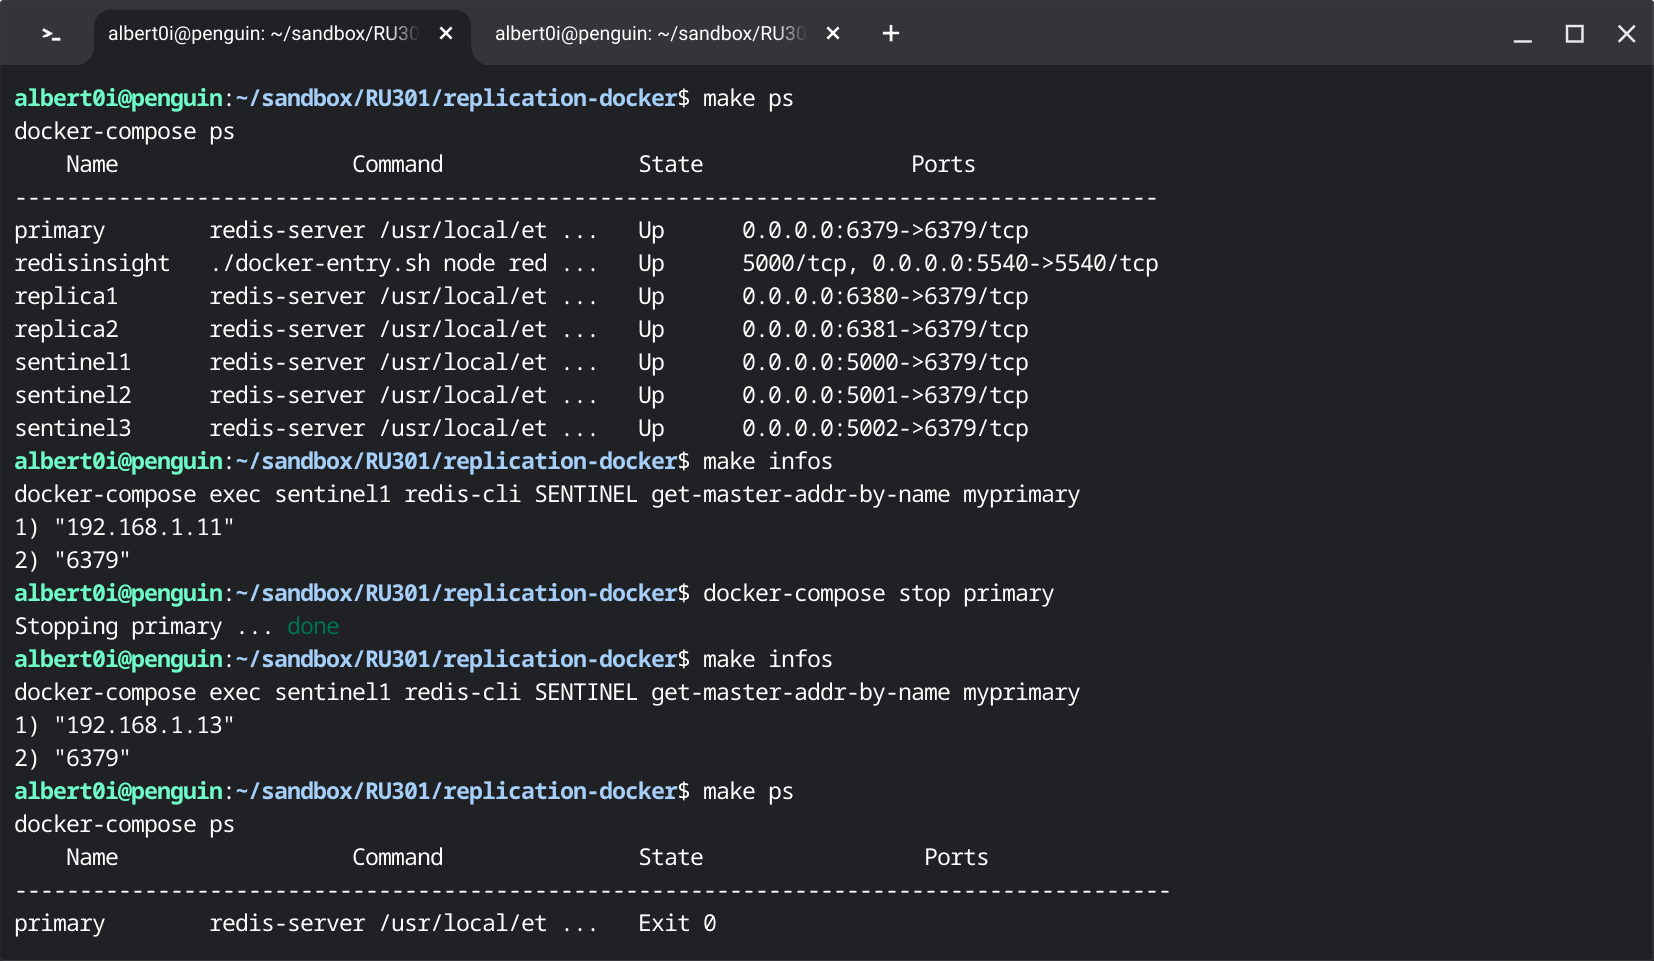 >_ albert0i@penguin: ~/sandbox/RU30 × albert0i@penguin: ~/sandbox/RU30 × +
albert0i@penguin:~/sandbox/RU301/replication-docker$ make ps
docker-compose ps
    Name                  Command               State                Ports
----------------------------------------------------------------------------------------
primary        redis-server /usr/local/et ...   Up      0.0.0.0:6379->6379/tcp
redisinsight   ./docker-entry.sh node red ...   Up      5000/tcp, 0.0.0.0:5540->5540/tcp
replica1       redis-server /usr/local/et ...   Up      0.0.0.0:6380->6379/tcp
replica2       redis-server /usr/local/et ...   Up      0.0.0.0:6381->6379/tcp
sentinel1      redis-server /usr/local/et ...   Up      0.0.0.0:5000->6379/tcp
sentinel2      redis-server /usr/local/et ...   Up      0.0.0.0:5001->6379/tcp
sentinel3      redis-server /usr/local/et ...   Up      0.0.0.0:5002->6379/tcp
albert0i@penguin:~/sandbox/RU301/replication-docker$ make infos
docker-compose exec sentinel1 redis-cli SENTINEL get-master-addr-by-name myprimary
1) "192.168.1.11"
2) "6379"
albert0i@penguin:~/sandbox/RU301/replication-docker$ docker-compose stop primary
Stopping primary ... done
albert0i@penguin:~/sandbox/RU301/replication-docker$ make infos
docker-compose exec sentinel1 redis-cli SENTINEL get-master-addr-by-name myprimary
1) "192.168.1.13"
2) "6379"
albert0i@penguin:~/sandbox/RU301/replication-docker$ make ps
docker-compose ps
    Name                  Command               State                 Ports
-----------------------------------------------------------------------------------------
primary        redis-server /usr/local/et ...   Exit 0